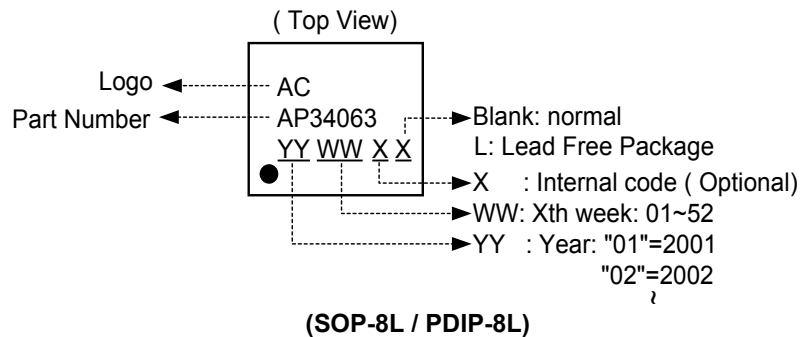 ( Top View)
Logo
AC
Part Number
AP34063
YY WW X X
Blank: normal
L: Lead Free Package
X : Internal code ( Optional)
WW: Xth week: 01~52
YY : Year: "01"=2001
"02"=2002
~
(SOP-8L / PDIP-8L)